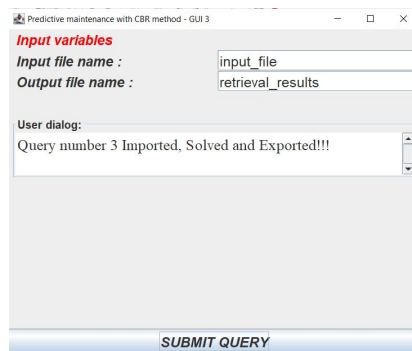 Predictive maintenance with CBR method - GUI 3
Input variables
Input file name : input_file
Output file name : retrieval_results
User dialog:
Query number 3 Imported, Solved and Exported!!!
SUBMIT QUERY